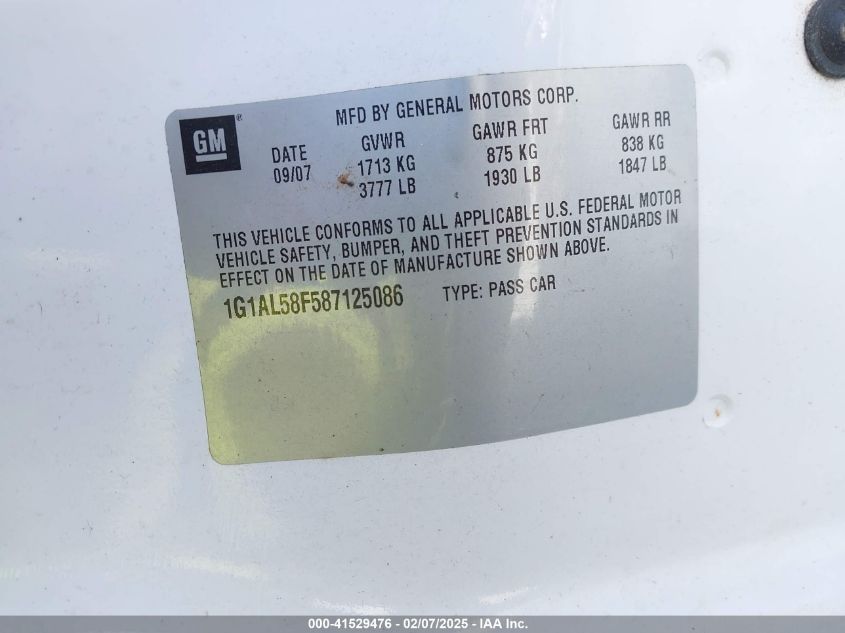 GM ®
MFD BY GENERAL MOTORS CORP.
DATE GVWR GAWR FRT GAWR RR
09/07 1713 KG 875 KG 838 KG
3777 LB 1930 LB 1847 LB
THIS VEHICLE CONFORMS TO ALL APPLICABLE U.S. FEDERAL MOTOR
VEHICLE SAFETY, BUMPER, AND THEFT PREVENTION STANDARDS IN
EFFECT ON THE DATE OF MANUFACTURE SHOWN ABOVE.
1G1AL58F587125086 TYPE: PASS CAR
000-41529476 - 02/07/2025 - IAA Inc.